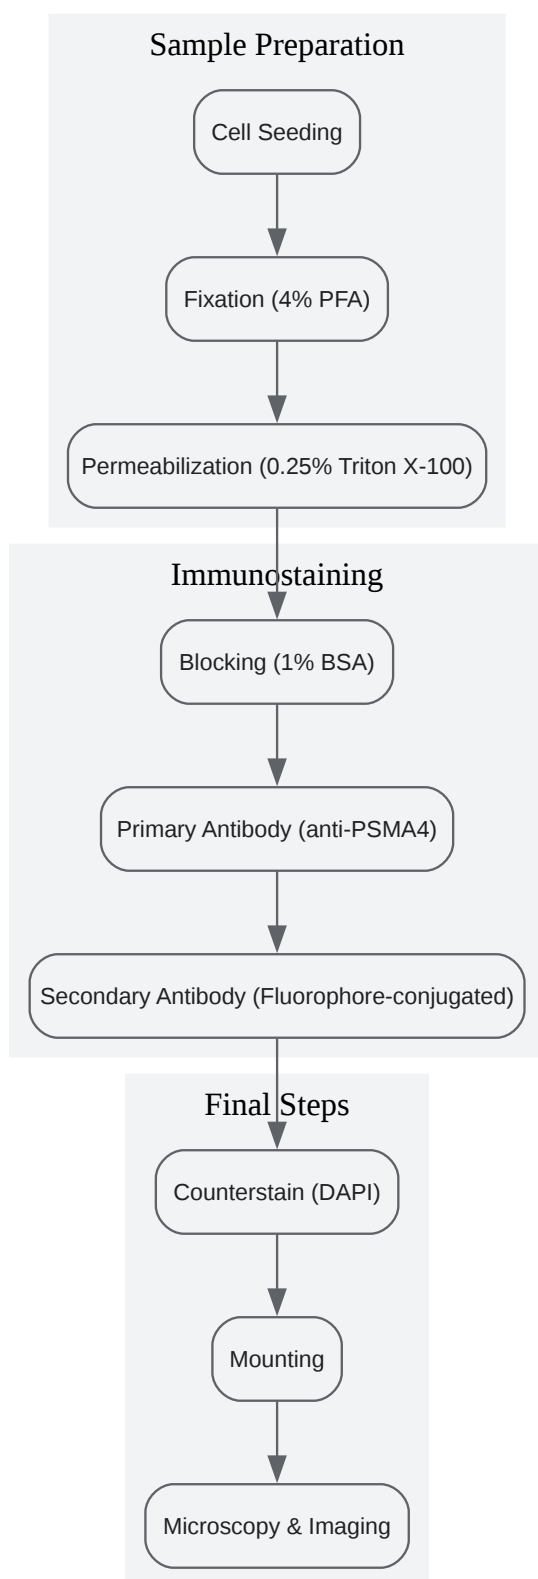 Sample Preparation
Cell Seeding
Fixation (4% PFA)
Permeabilization (0.25% Triton X-100)
Immunostaining
Blocking (1% BSA)
Primary Antibody (anti-PSMA4)
Secondary Antibody (Fluorophore-conjugated)
Final Steps
Counterstain (DAPI)
Mounting
Microscopy & Imaging